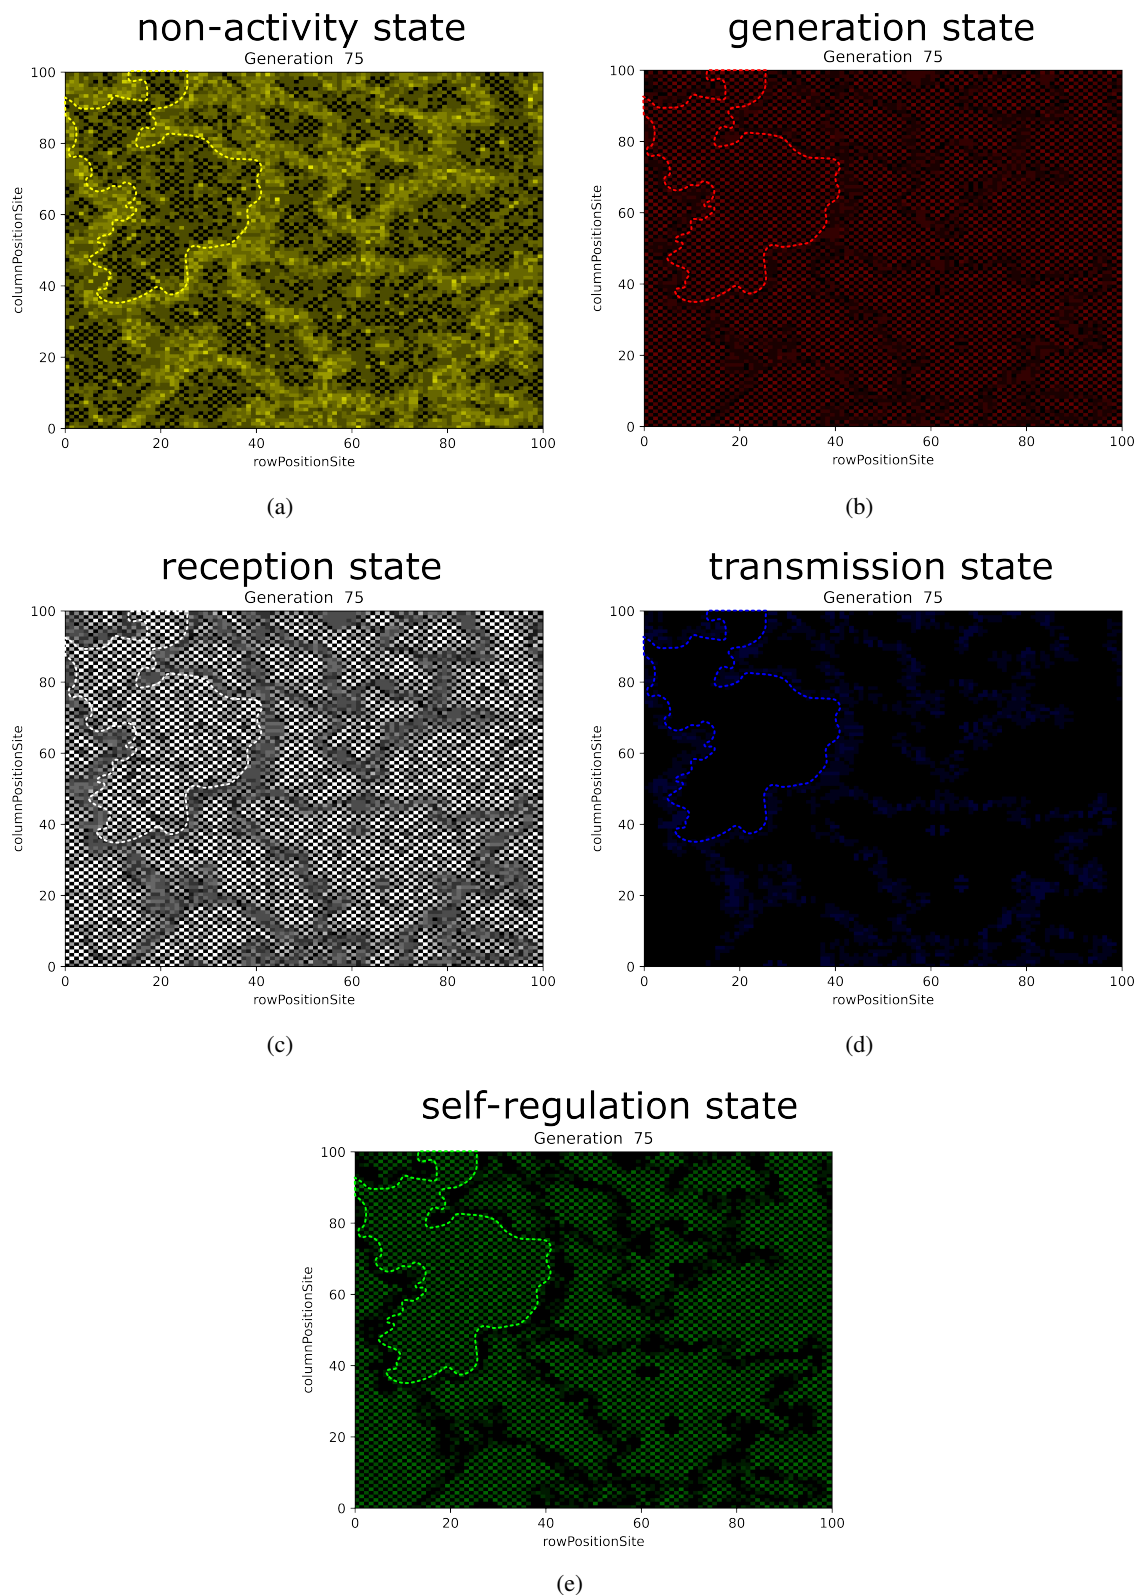 non-activity state
Generation 75
100
80
60
40
20
0
columnPositionSite
0 20 40 60 80 100
rowPositionSite
(a)
generation state
Generation 75
100
80
60
40
20
0
columnPositionSite
0 20 40 60 80 100
rowPositionSite
(b)
reception state
Generation 75
100
80
60
40
20
0
columnPositionSite
0 20 40 60 80 100
rowPositionSite
(c)
transmission state
Generation 75
100
80
60
40
20
0
columnPositionSite
0 20 40 60 80 100
rowPositionSite
(d)
self-regulation state
Generation 75
100
80
60
40
20
0
columnPositionSite
0 20 40 60 80 100
rowPositionSite
(e)